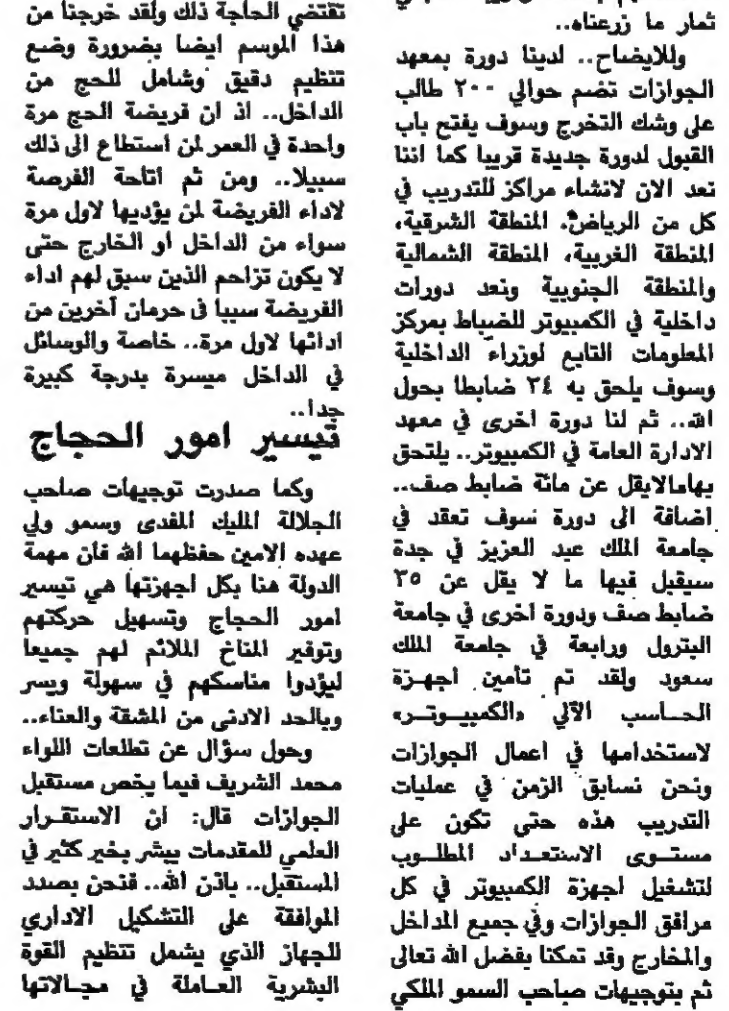 ثمار ما زرعناه..
وللايضاح.. لدينا دورة بمعهد
الجوازات تضم حوالي ٢٠٠ طالب
على وشك التخرج وسوف يفتح باب
القبول لدورة جديدة قريبا كما اننا
نعد الان لانشاء مراكز للتدريب في
كل من الرياض. المنطقة الشرقية،
المنطقة الغربية، المنطقة الشمالية
والمنطقة الجنوبية ونعد دورات
داخلية في الكمبيوتر للضباط بمركز
المعلومات التابع لوزراء الداخلية
وسوف يلحق به ٢٤ ضابطا بحول
الله.. ثم لنا دورة اخرى في معهد
الادارة العامة في الكمبيوتر.. يلتحق
بهامالايقل عن مائة ضابط صف..
اضافة الى دورة سوف تعقد في
جامعة الملك عبد العزيز في جدة
سيقبل فيها ما لا يقل عن ٣٥
ضابط صف ودورة اخرى في جامعة
البترول ورابعة في جامعة الملك
سعود ولقد تم تأمين اجهزة
الحاسب الآلي «الكمبيوتر»
لاستخدامها في اعمال الجوازات
ونحن نسابق الزمن في عمليات
التدريب هذه حتى تكون على
مستوى الاستعداد المطلوب
لتشغيل اجهزة الكمبيوتر في كل
مرافق الجوازات وفي جميع المداخل
والمخارج وقد تمكنا بفضل الله تعالى
ثم بتوجيهات صاحب السمو الملكي
تقتضي الحاجة ذلك ولقد خرجنا من
هذا الموسم ايضا بضرورة وضع
تنظيم دقيق وشامل للحج من
الداخل.. اذ ان فريضة الحج مرة
واحدة في العمر لمن استطاع الى ذلك
سبيلا.. ومن ثم اتاحة الفرصة
لاداء الفريضة لمن يؤديها لاول مرة
سواء من الداخل او الخارج حتى
لا يكون تزاحم الذين سبق لهم اداء
الفريضة سببا في حرمان آخرين من
ادائها لاول مرة.. خاصة والوسائل
في الداخل ميسرة بدرجة كبيرة
جدا..
تيسير امور الحجاج
وكما صدرت توجيهات صاحب
الجلالة المليك المفدى وسمو ولي
عهده الامين حفظهما الله فان مهمة
الدولة هنا بكل اجهزتها هي تيسير
امور الحجاج وتسهيل حركتهم
وتوفير المناخ الملائم لهم جميعا
ليؤدوا مناسكهم في سهولة ويسر
وبالحد الادنى من المشقة والعناء..
وحول سؤال عن تطلعات اللواء
محمد الشريف فيما يخص مستقبل
الجوازات قال: ان الاستقرار
العلمي للمقدمات يبشر بخير كثير في
المستقبل.. باذن الله.. فنحن بصدد
الموافقة على التشكيل الاداري
للجهاز الذي يشمل تنظيم القوة
البشرية العاملة في مجالاتها